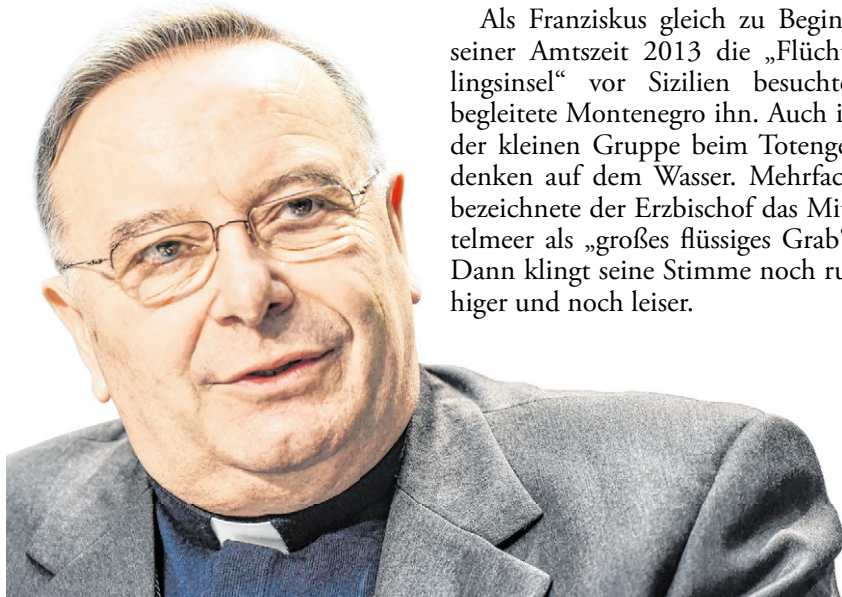 Als Franziskus gleich zu Begin
seiner Amtszeit 2013 die „Flücht
lingsinsel“ vor Sizilien besuchte
begleitete Montenegro ihn. Auch i
der kleinen Gruppe beim Totenge
denken auf dem Wasser. Mehrfac
bezeichnete der Erzbischof das Mit
telmeer als „großes flüssiges Grab“
Dann klingt seine Stimme noch ru
higer und noch leiser.